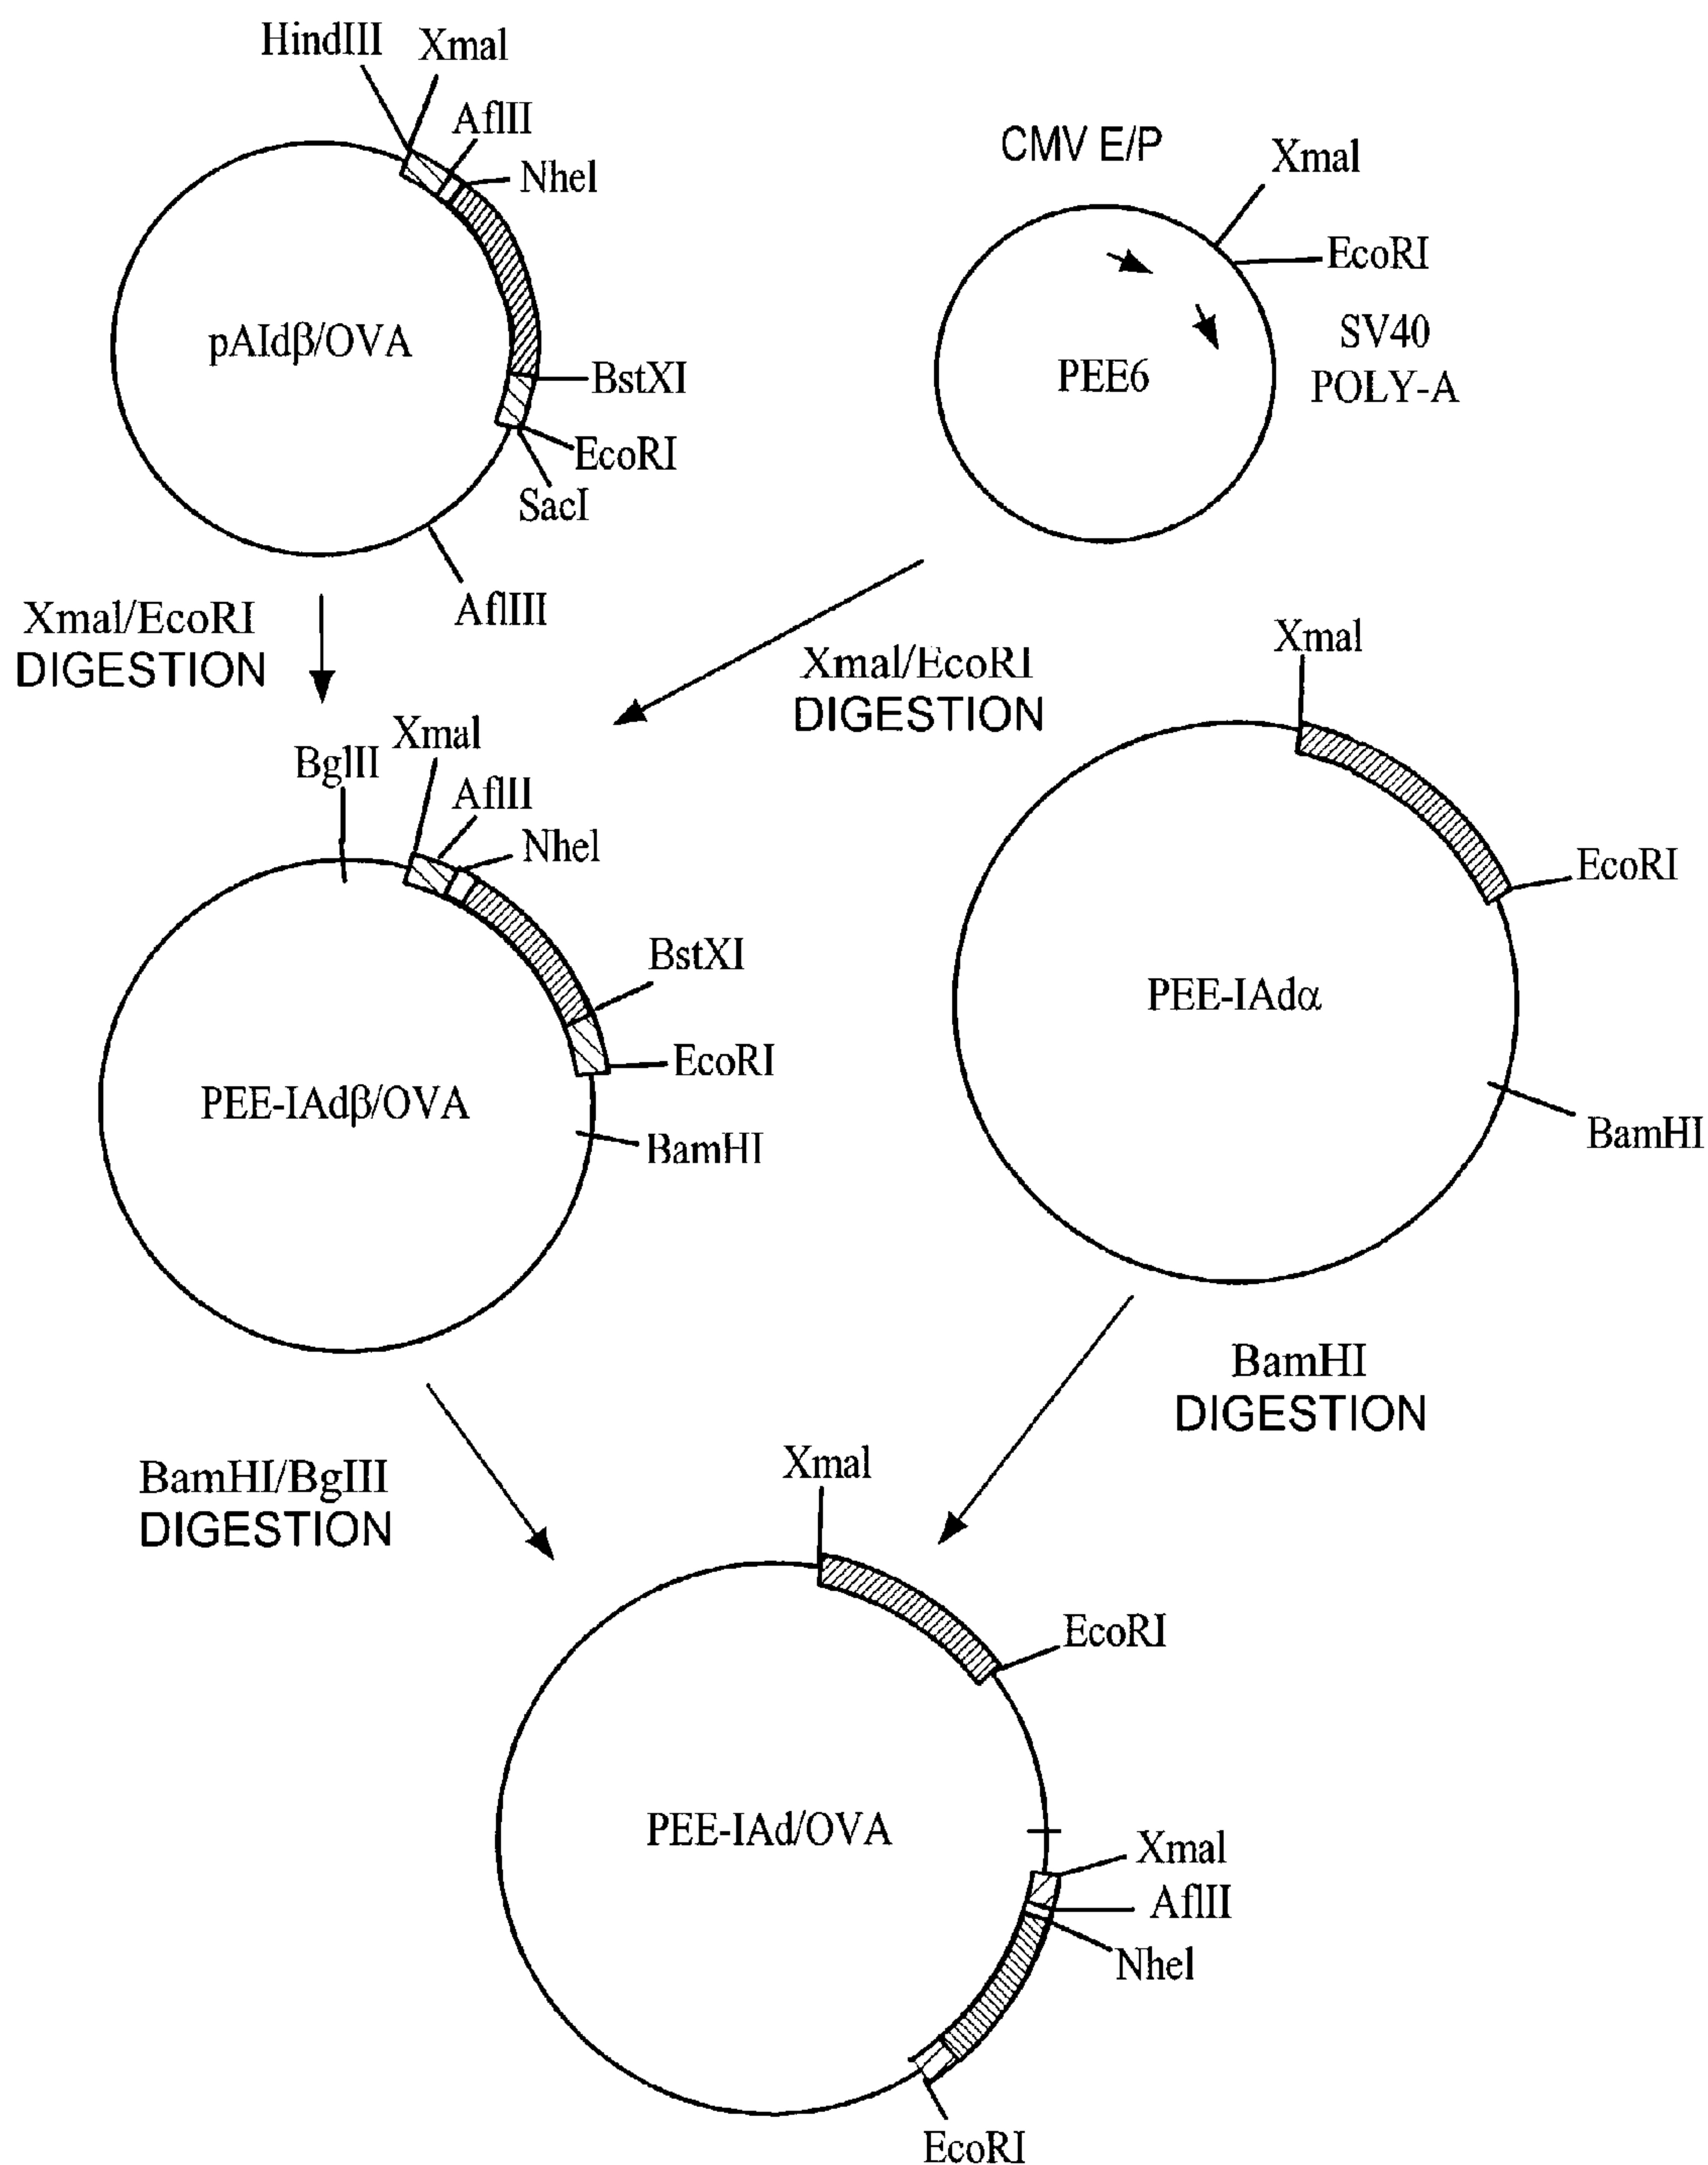 HindIII
XmaI
AflII
NheI
pAIdβ/OVA
BstXI
EcoRI
SacI
AflIII
CMV E/P
XmaI
EcoRI
SV40
POLY-A
PEE6
XmaI/EcoRI
DIGESTION
XmaI/EcoRI
DIGESTION
BglII
XmaI
AflII
NheI
BstXI
EcoRI
PEE-IAdβ/OVA
BamHI
XmaI
EcoRI
PEE-IAdα
BamHI
BamHI/BglII
DIGESTION
BamHI
DIGESTION
XmaI
EcoRI
PEE-IAd/OVA
XmaI
AflII
NheI
EcoRI